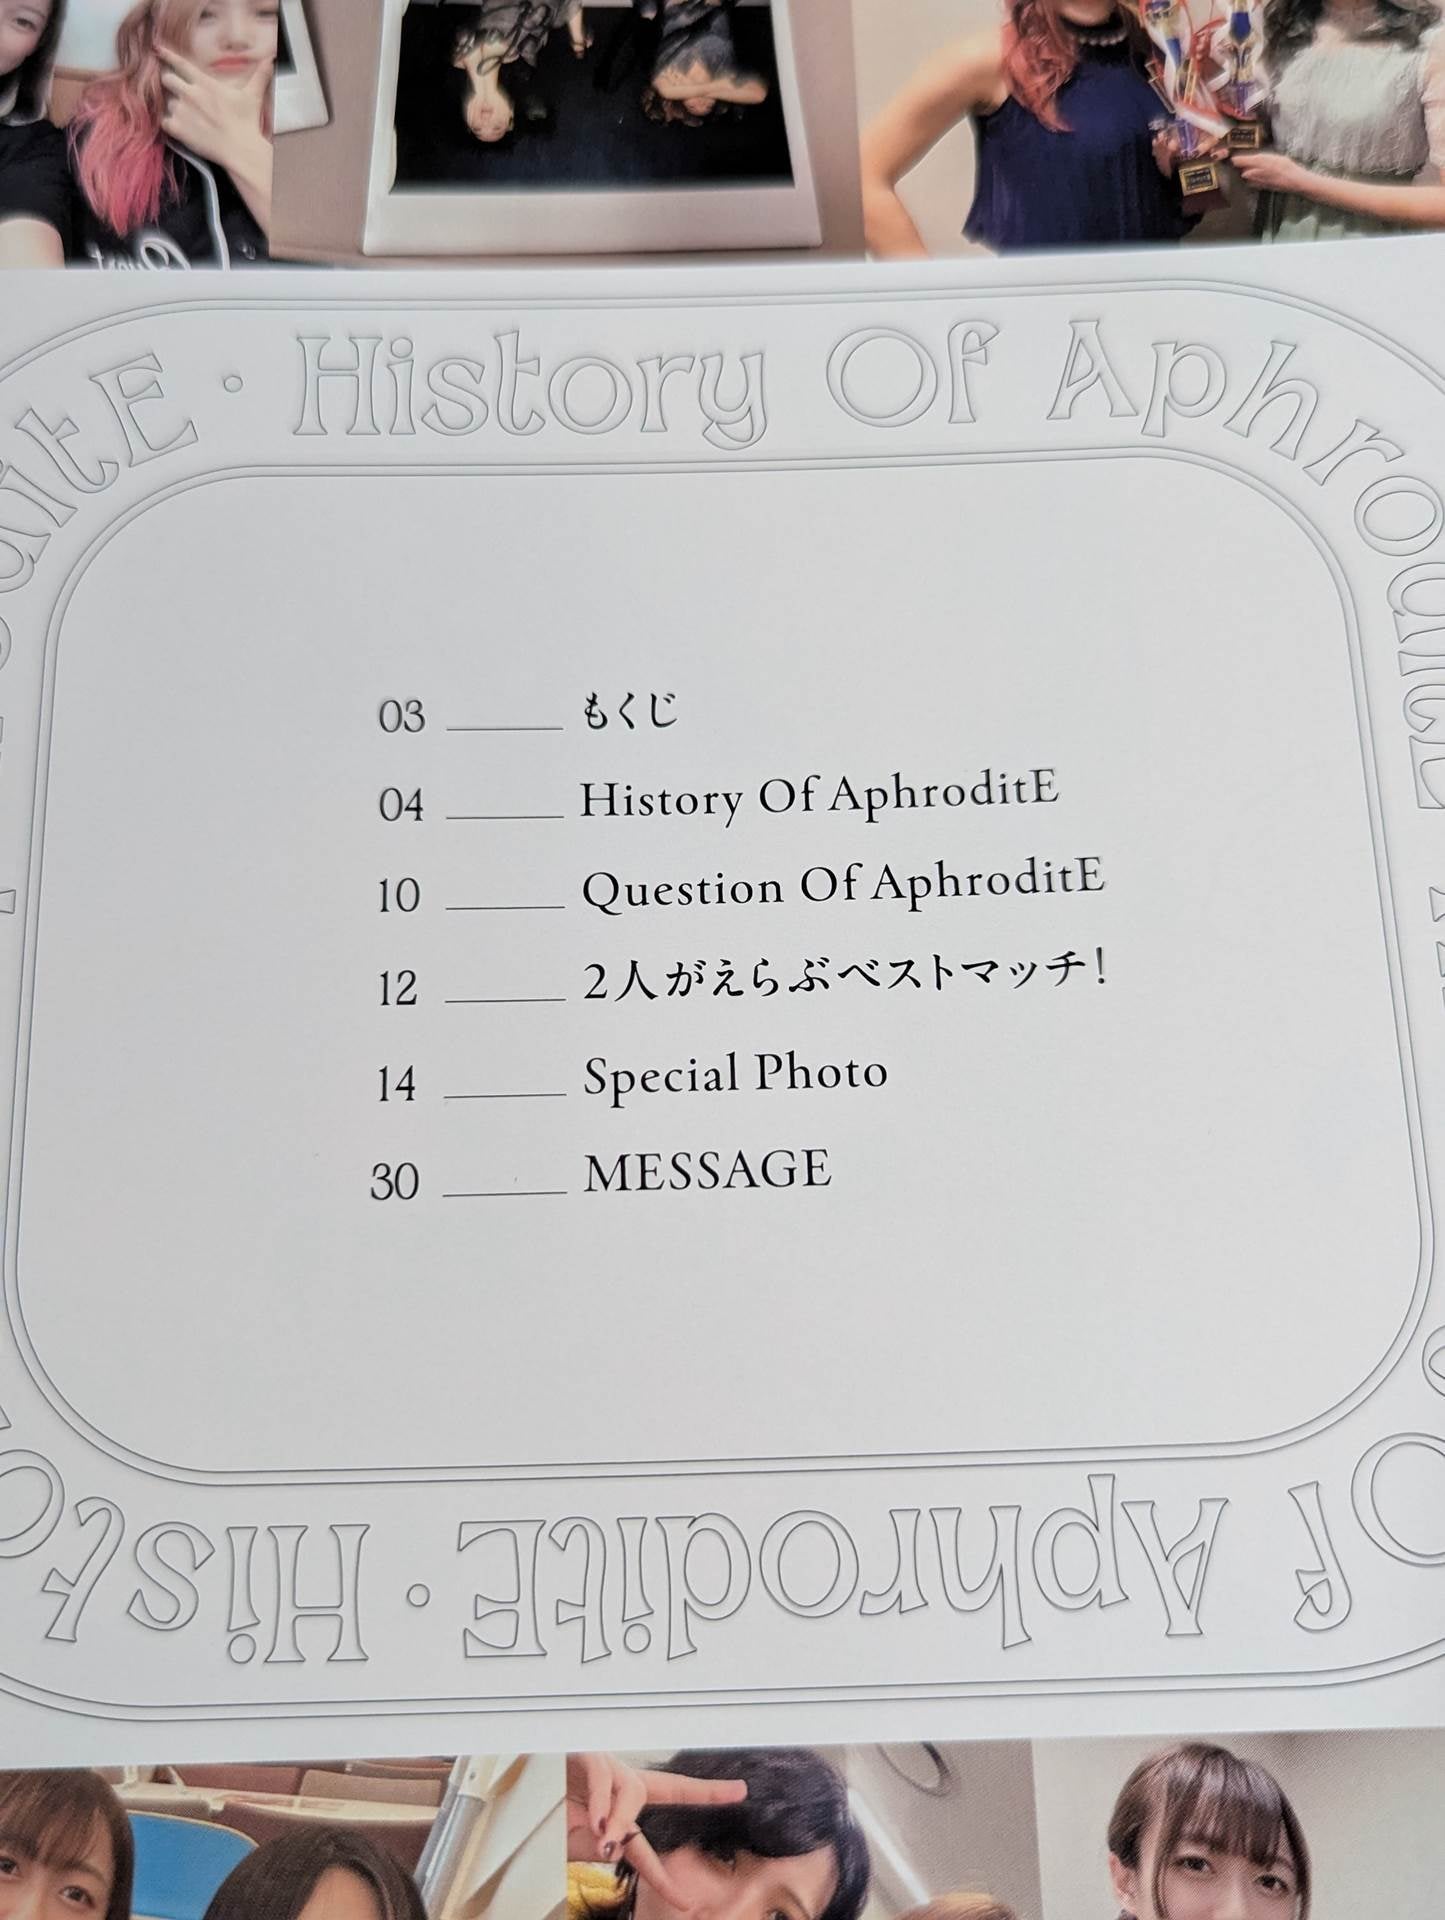 History Of AphroditE
03 もくじ
04 History Of AphroditE
10 Question Of AphroditE
12 2人がえらぶベストマッチ!
14 Special Photo
30 MESSAGE
Of AphroditE・Histo